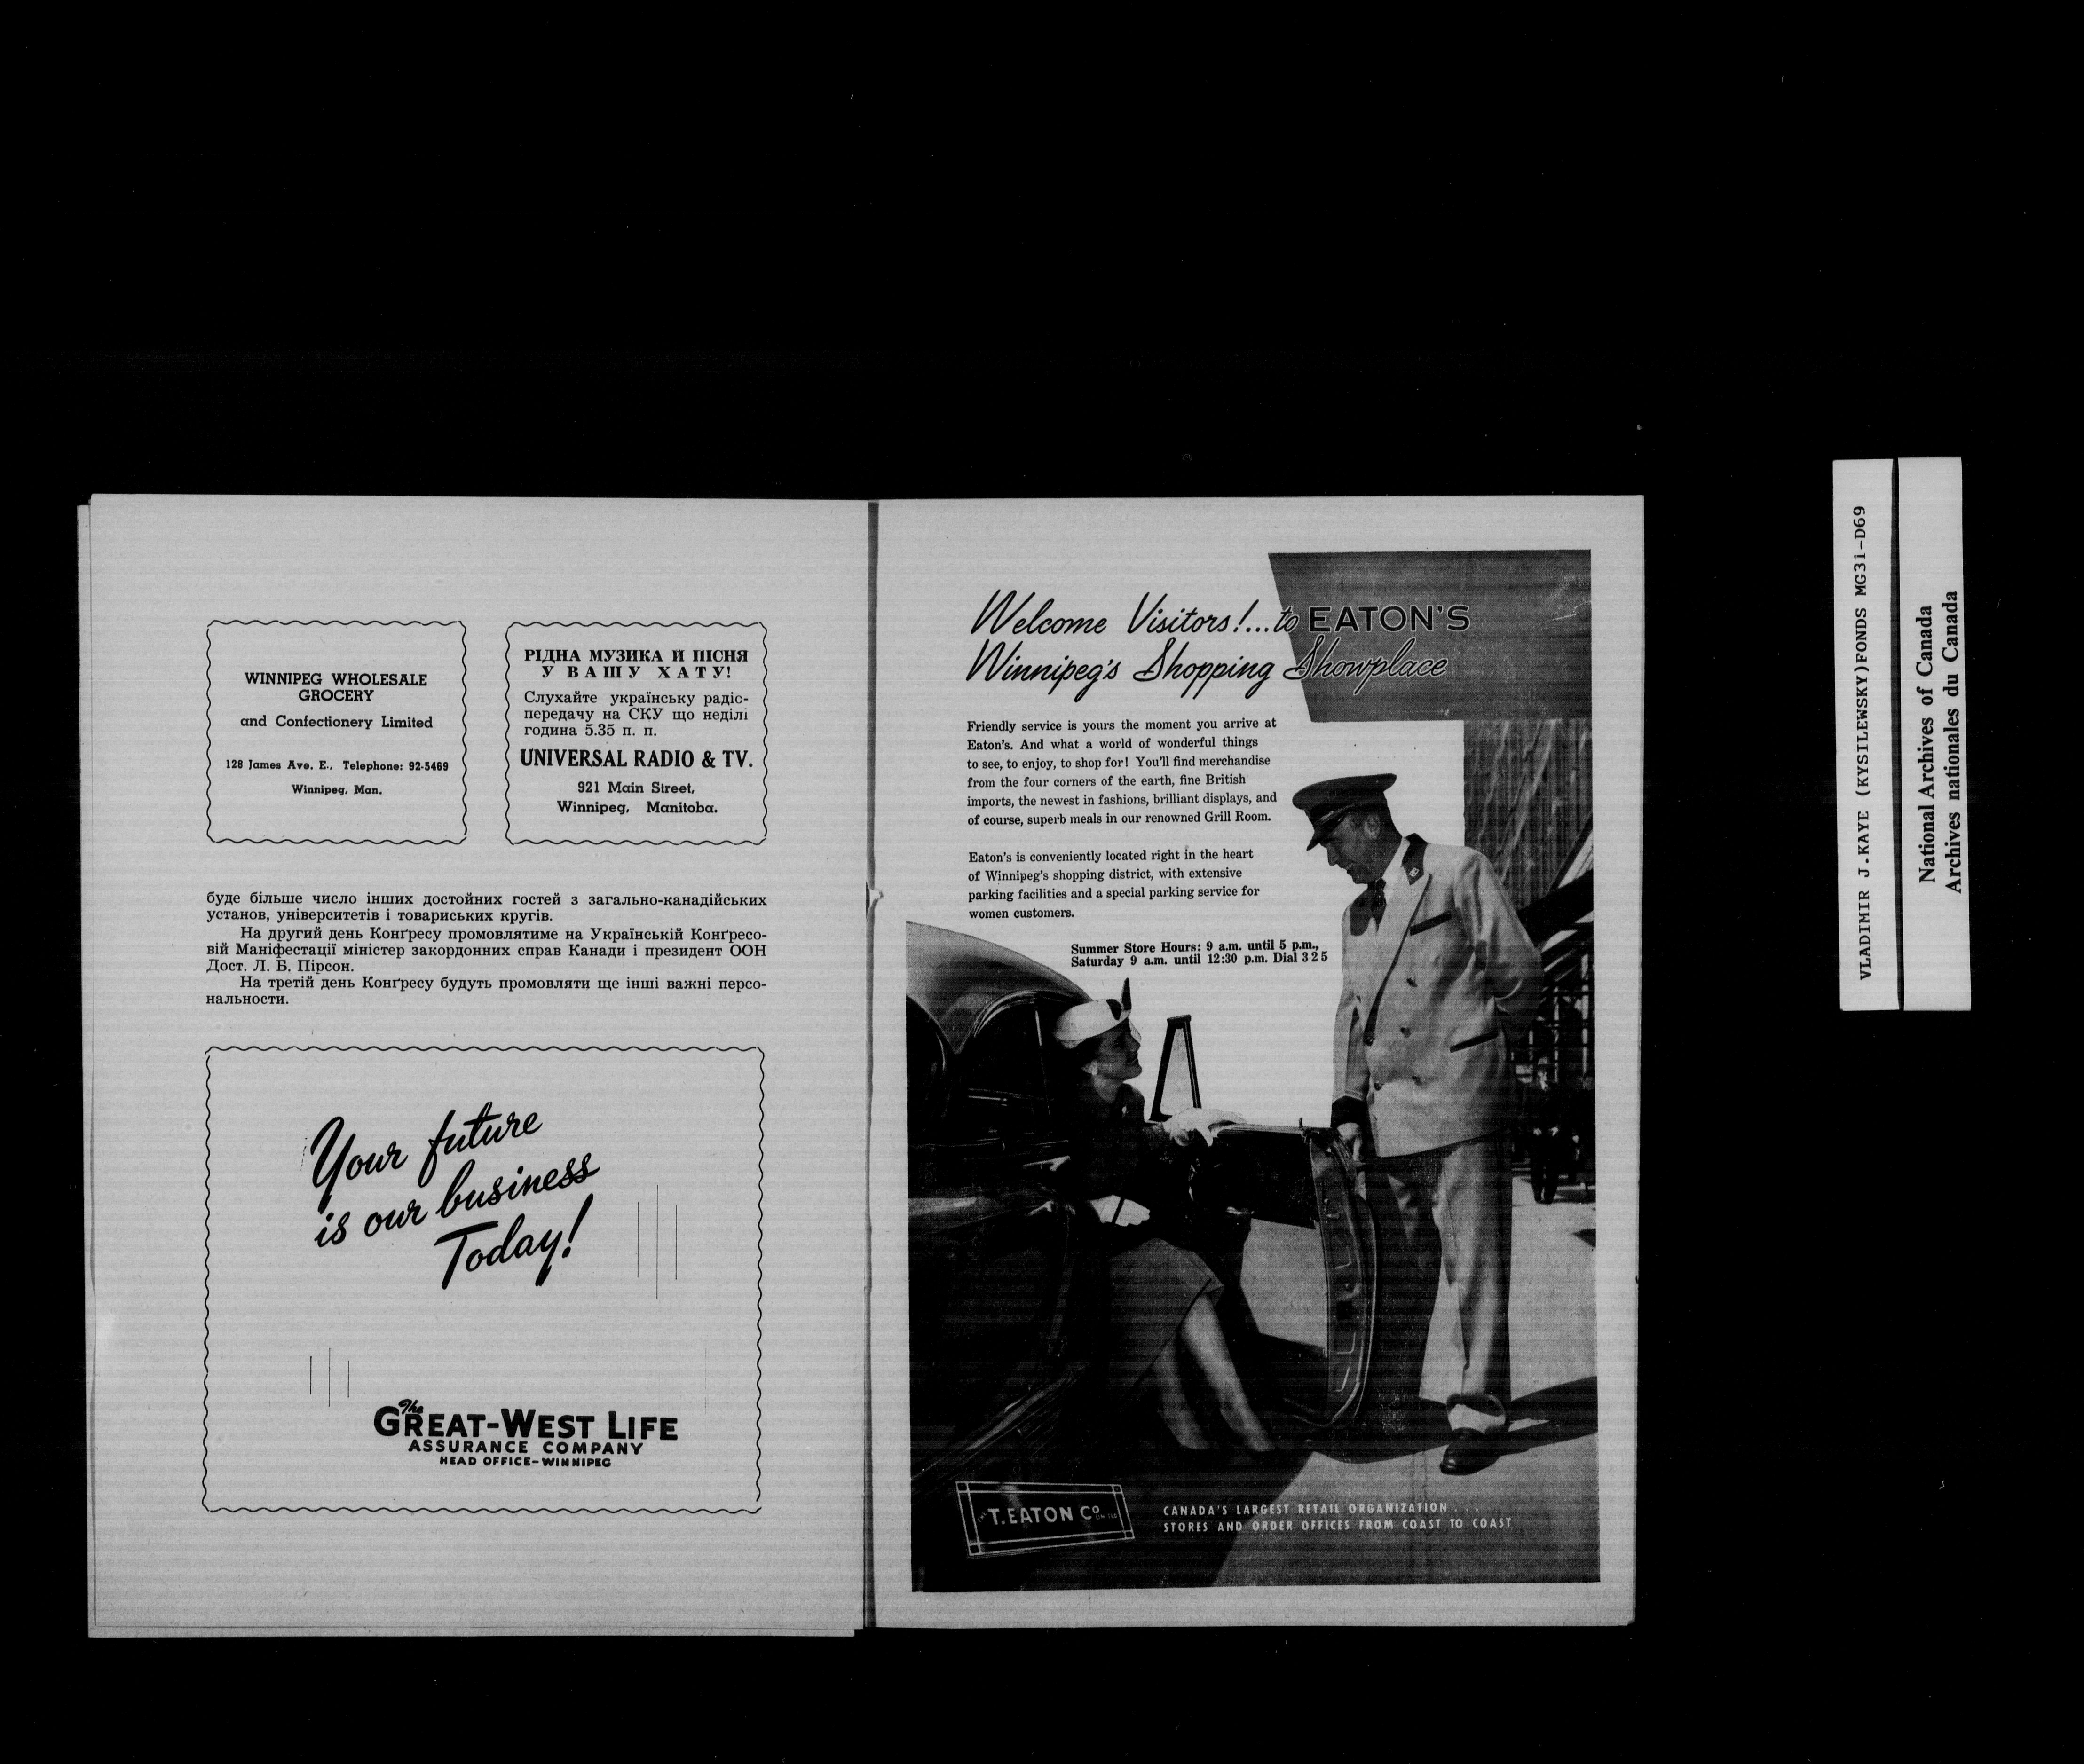 WINNIPEG WHOLESALE
GROCERY
and Confectionery Limited
128 James Ave. E., Telephone: 92-5469
Winnipeg, Man.
РІДНА МУЗИКА Й ПІСНЯ
У ВАШУ ХАТУ!
Слухайте українську радіс-
передачу на СКУ що неділі
година 5.35 п. п.
UNIVERSAL RADIO & TV.
921 Main Street,
Winnipeg, Manitoba.
буде більше число інших достойних гостей з загально-канадійських
установ, університетів і товариських кругів.
На другий день Конґресу промовлятиме на Українській Конґресо-
вій Маніфестації міністер закордонних справ Канади і президент ООН
Дост. Л. Б. Пірсон.
На третій день Конґресу будуть промовляти ще інші важні персо-
нальности.
Your future
is our business
Today!
The
GREAT-WEST LIFE
ASSURANCE COMPANY
HEAD OFFICE-WINNIPEG
Welcome Visitors!...to EATON'S
Winnipeg's Shopping Showplace
Friendly service is yours the moment you arrive at
Eaton's. And what a world of wonderful things
to see, to enjoy, to shop for! You'll find merchandise
from the four corners of the earth, fine British
imports, the newest in fashions, brilliant displays, and
of course, superb meals in our renowned Grill Room.
Eaton's is conveniently located right in the heart
of Winnipeg's shopping district, with extensive
parking facilities and a special parking service for
women customers.
Summer Store Hours: 9 a.m. until 5 p.m.,
Saturday 9 a.m. until 12:30 p.m. Dial 3 2 5
THE T. EATON CO LIMITED
CANADA'S LARGEST RETAIL ORGANIZATION . . .
STORES AND ORDER OFFICES FROM COAST TO COAST
VLADIMIR J.KAYE (KYSILEWSKY)FONDS MG31-D69
National Archives of Canada
Archives nationales du Canada